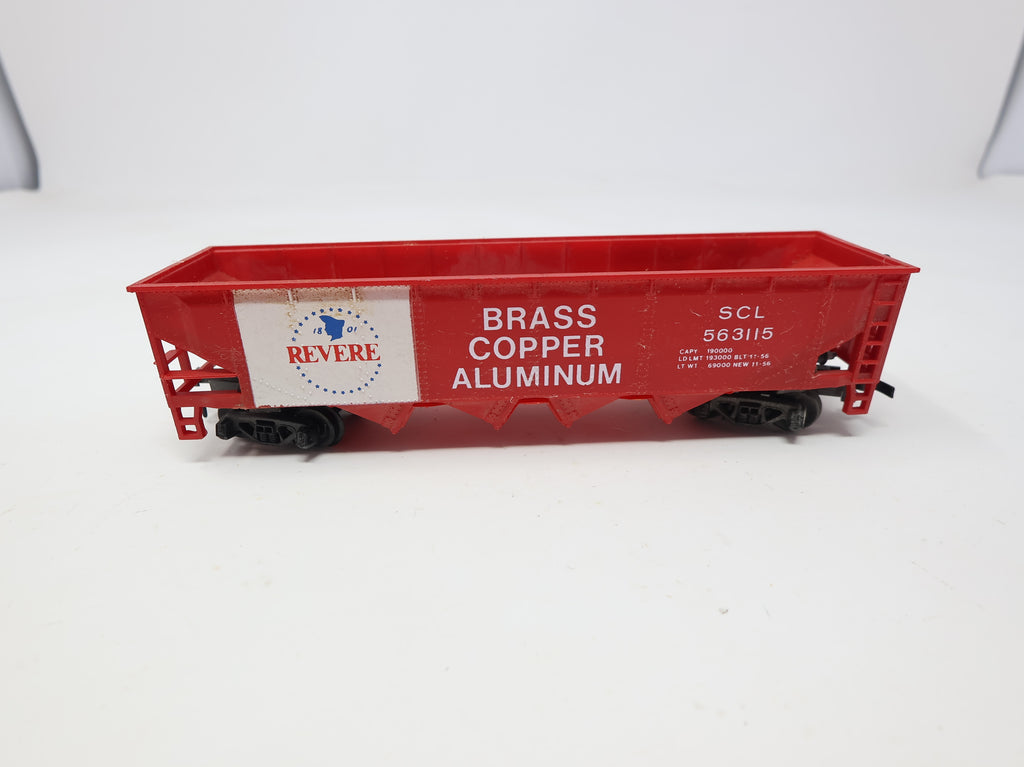 18 01
REVERE
BRASS
COPPER
ALUMINUM
SCL
563115
CAPY 190000
LD LMT 193000 BLT 11-56
LT WT 69000 NEW 11-56